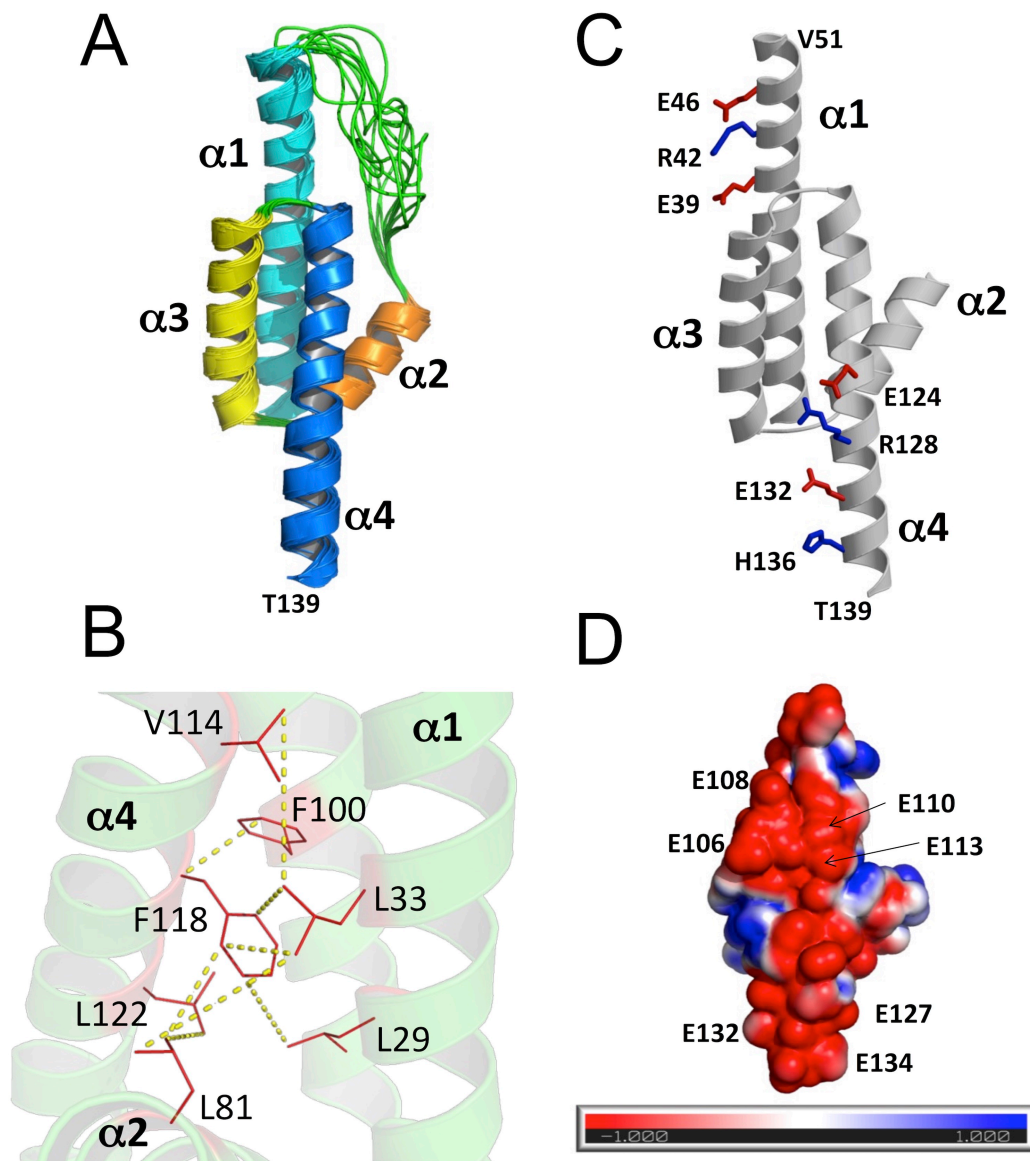 A
α1
α3
α2
α4
T139
B
V114
α1
α4
F100
F118
L33
L122
L29
L81
α2
C
V51
E46
α1
R42
E39
α3
α2
E124
R128
E132
α4
H136
T139
D
E108
E110
E106
E113
E132
E127
E134
-1.000 1.000